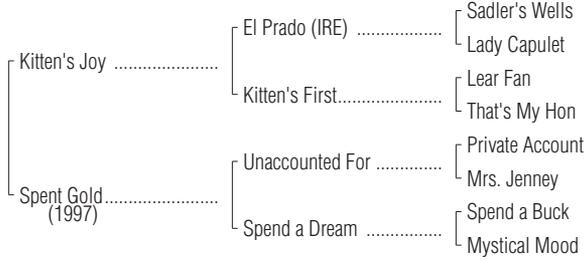 Sadler's Wells
El Prado (IRE) ..................
Lady Capulet
Kitten's Joy ......................
Lear Fan
Kitten's First......................
That's My Hon
Private Account
Unaccounted For ..............
Mrs. Jenney
Spent Gold........................
(1997)
Spend a Buck
Spend a Dream ................
Mystical Mood